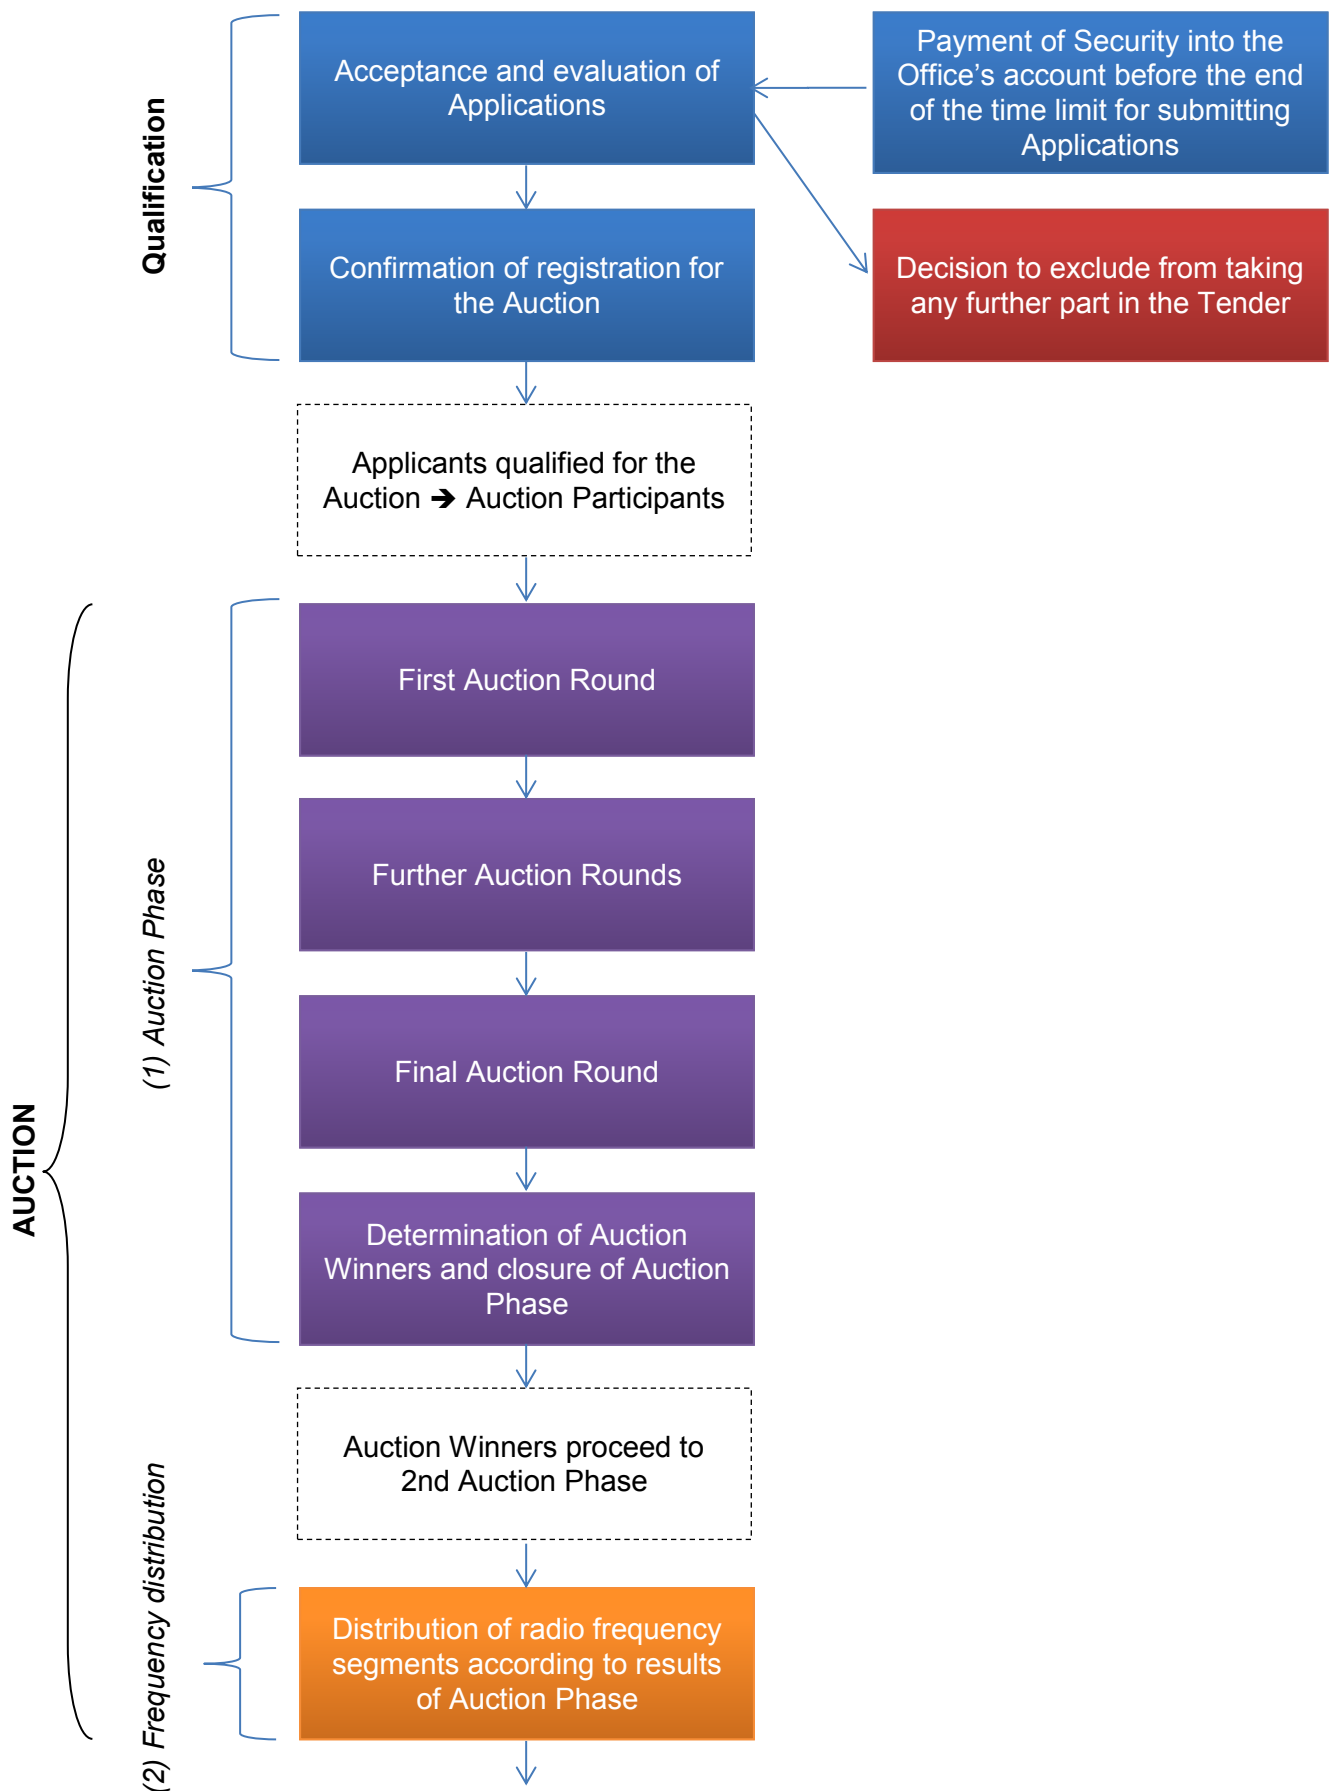 Qualification
Acceptance and evaluation of
Applications
Payment of Security into the
Office’s account before the end
of the time limit for submitting
Applications
Confirmation of registration for
the Auction
Decision to exclude from taking
any further part in the Tender
Applicants qualified for the
Auction ➔ Auction Participants
AUCTION
(1) Auction Phase
First Auction Round
Further Auction Rounds
Final Auction Round
Determination of Auction
Winners and closure of Auction
Phase
Auction Winners proceed to
2nd Auction Phase
(2) Frequency distribution
Distribution of radio frequency
segments according to results
of Auction Phase